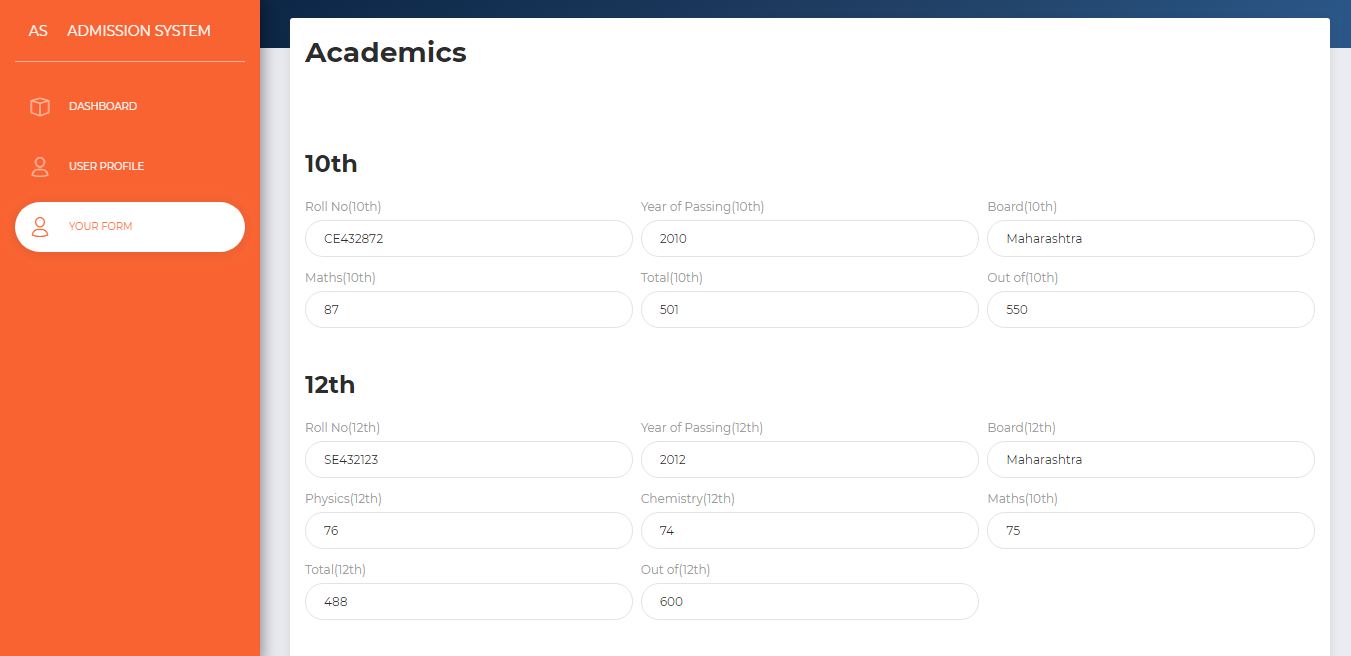 AS ADMISSION SYSTEM
DASHBOARD
USER PROFILE
YOUR FORM
Academics
10th
Roll No(10th) Year of Passing(10th) Board(10th)
CE432872 2010 Maharashtra
Maths(10th) Total(10th) Out of(10th)
87 501 550
12th
Roll No(12th) Year of Passing(12th) Board(12th)
SE432123 2012 Maharashtra
Physics(12th) Chemistry(12th) Maths(10th)
76 74 75
Total(12th) Out of(12th)
488 600